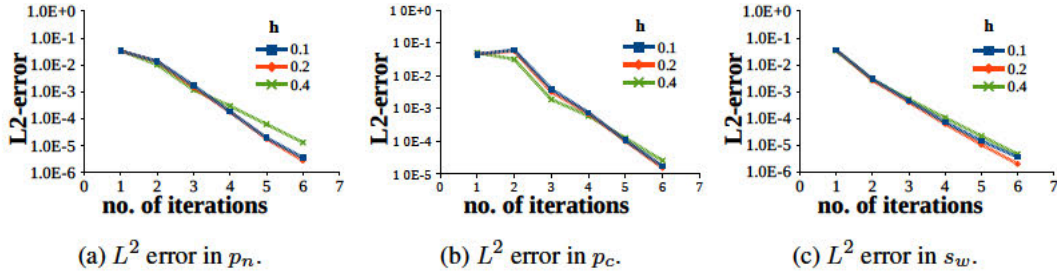 L2-error
1.0E+0
1.0E-1
1.0E-2
1.0E-3
1.0E-4
1.0E-5
1.0E-6
h
0.1
0.2
0.4
0 1 2 3 4 5 6 7
no. of iterations
(a) L² error in pₙ.
L2-error
1 0E+0
1.0E-1
1.0E-2
1.0E-3
1.0E-4
1.0E-5
h
0.1
0.2
0.4
0 1 2 3 4 5 6 7
no. of iterations
(b) L² error in p_c.
L2-error
1.0E+0
1.0E-1
1.0E-2
1.0E-3
1.0E-4
1.0E-5
1.0E-6
h
0.1
0.2
0.4
0 1 2 3 4 5 6 7
no. of iterations
(c) L² error in s_w.